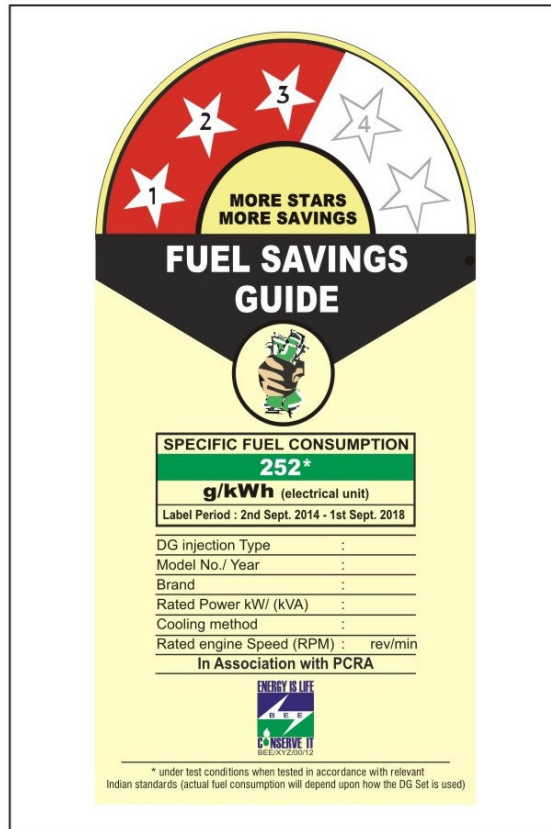 1
2
3
4
MORE STARS
MORE SAVINGS
FUEL SAVINGS
GUIDE
SPECIFIC FUEL CONSUMPTION
252*
g/kWh (electrical unit)
Label Period : 2nd Sept. 2014 - 1st Sept. 2018
DG injection Type :
Model No./ Year :
Brand :
Rated Power kW/ (kVA) :
Cooling method :
Rated engine Speed (RPM) : rev/min
In Association with PCRA
ENERGY IS LIFE
BEE
CONSERVE IT
BEE/XYZ/00/12
* under test conditions when tested in accordance with relevant
Indian standards (actual fuel consumption will depend upon how the DG Set is used)